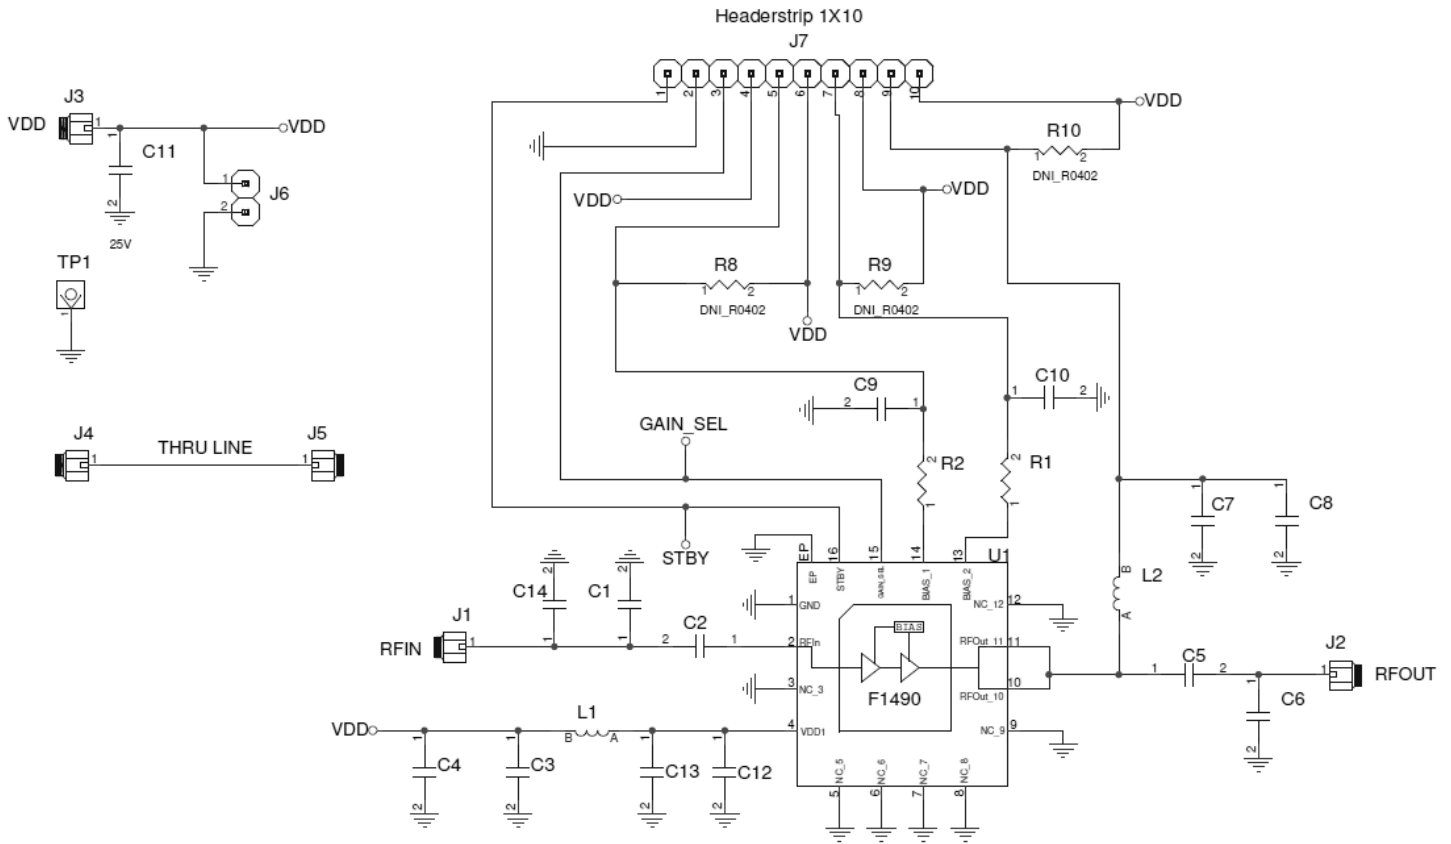 Headerstrip 1X10
J7
1 2 3 4 5 6 7 8 9 10
J3
VDD
1
1
VDD
C11
2
25V
1
2
J6
TP1
1
J4
1
THRU LINE
J5
1
VDD
R10
1 2
DNI_R0402
VDD
VDD
R8
1 2
DNI_R0402
VDD
R9
1 2
DNI_R0402
C9
2 1
1
C10
2
GAIN_SEL
2
R2
1
2
R1
1
STBY
1
C7
2
1
C8
2
B
L2
A
EP
16
15
14
13
U1
EP
STBY
GAIN_SEL
BIAS_1
BIAS_2
1
GND
NC_12
12
2
C14
1
2
C1
1
J1
RFIN
1
2
C2
1
2
RFIn
BIAS
RFOut_11
11
3
NC_3
F1490
10
RFOut_10
1
C5
2
1
J2
RFOUT
1
C6
2
VDD
L1
B A
4
VDD1
NC_9
9
1
C4
2
1
C3
2
1
C13
2
1
C12
2
NC_5
NC_6
NC_7
NC_8
5
6
7
8